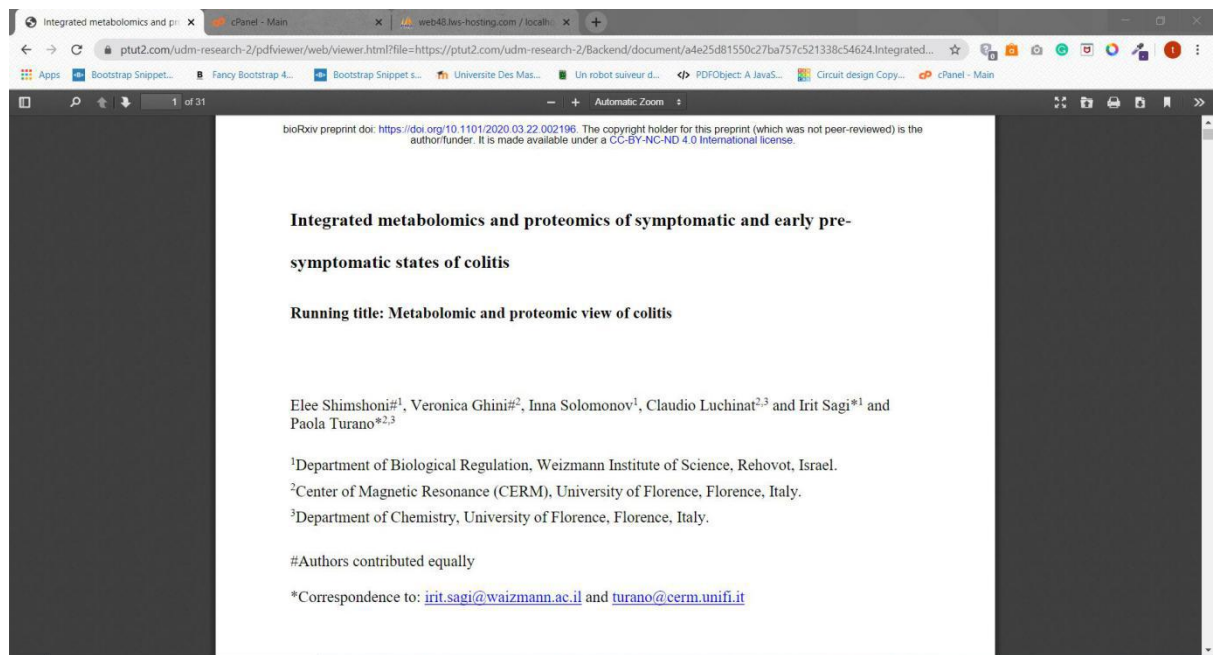 Integrated metabolomics and pr
cPanel - Main
web48.lws-hosting.com / localho
ptut2.com/udm-research-2/pdfviewer/web/viewer.html?file=https://ptut2.com/udm-research-2/Backend/document/a4e25d81550c27ba757c521338c54624.Integrated...
Apps Bootstrap Snippet... Fancy Bootstrap 4... Bootstrap Snippet s... Universite Des Mas... Un robot suiveur d... PDFObject: A JavaS... Circuit design Copy... cPanel - Main
1 of 31 Automatic Zoom
bioRxiv preprint doi: https://doi.org/10.1101/2020.03.22.002196. The copyright holder for this preprint (which was not peer-reviewed) is the
author/funder. It is made available under a CC-BY-NC-ND 4.0 International license.
Integrated metabolomics and proteomics of symptomatic and early pre-
symptomatic states of colitis
Running title: Metabolomic and proteomic view of colitis
Elee Shimshoni#1, Veronica Ghini#2, Inna Solomonov1, Claudio Luchinat2,3 and Irit Sagi*1 and
Paola Turano*2,3
1Department of Biological Regulation, Weizmann Institute of Science, Rehovot, Israel.
2Center of Magnetic Resonance (CERM), University of Florence, Florence, Italy.
3Department of Chemistry, University of Florence, Florence, Italy.
#Authors contributed equally
*Correspondence to: irit.sagi@waizmann.ac.il and turano@cerm.unifi.it